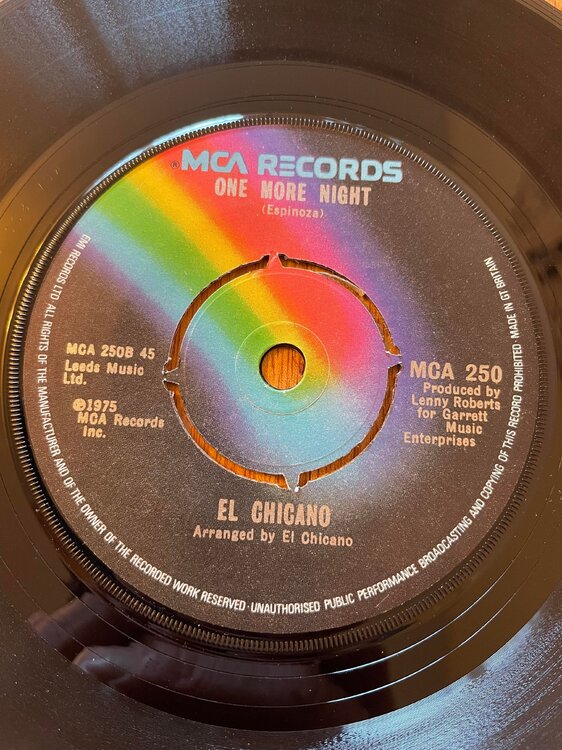 ® MCA RECORDS
ONE MORE NIGHT
(Espinoza)
MCA 250B 45
Leeds Music
Ltd.
℗1975
MCA Records
Inc.
MCA 250
Produced by
Lenny Roberts
for Garrett
Music
Enterprises
EL CHICANO
Arranged by El Chicano
EMI RECORDS LTD ALL RIGHTS OF THE MANUFACTURER AND OF THE OWNER OF THE RECORDED WORK RESERVED · UNAUTHORISED PUBLIC PERFORMANCE BROADCASTING AND COPYING OF THIS RECORD PROHIBITED · MADE IN GT BRITAIN